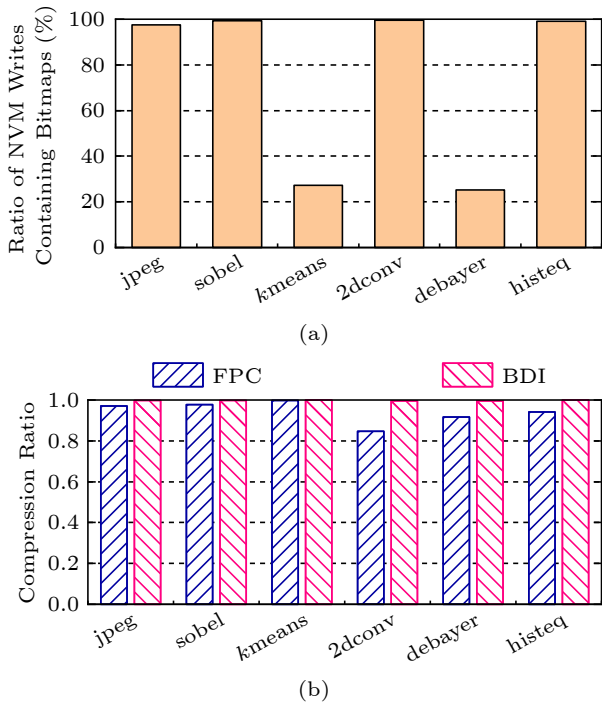 Ratio of NVM Writes
Containing Bitmaps (%)
100
80
60
40
20
0
jpeg
sobel
kmeans
2dconv
debayer
histeq
(a)
FPC
BDI
Compression Ratio
1.0
0.8
0.6
0.4
0.2
0.0
jpeg
sobel
kmeans
2dconv
debayer
histeq
(b)